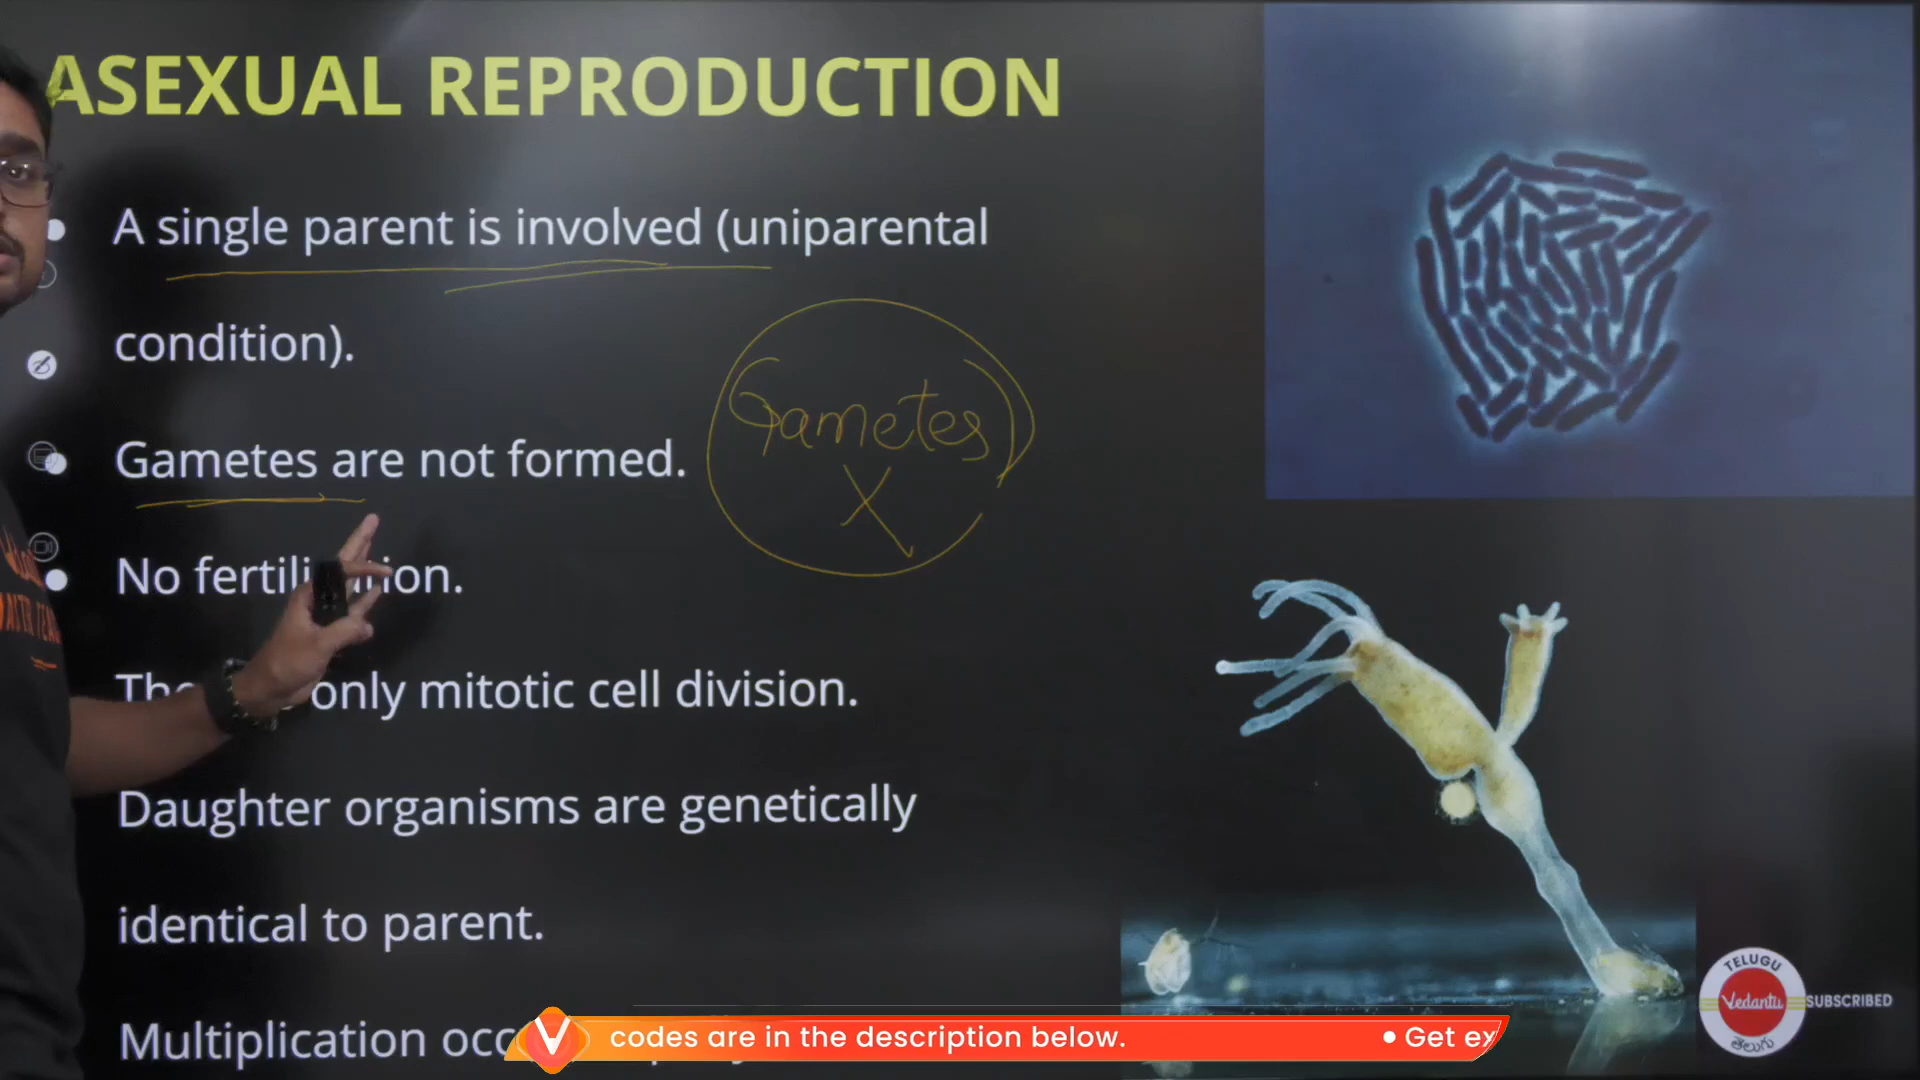 ASEXUAL REPRODUCTION
A single parent is involved (uniparental
condition).
Gametes are not formed.
Gametes
X
No fertili ion.
only mitotic cell division.
Daughter organisms are genetically
identical to parent.
Multiplication occ
codes are in the description below.
• Get ex
TELUGU
Vedantu
తెలుగు
SUBSCRIBED